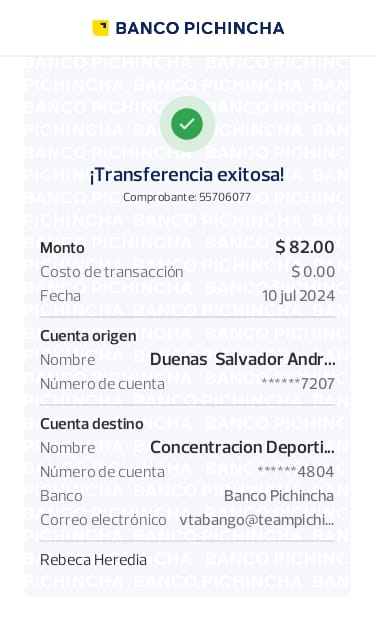 BANCO PICHINCHA
¡Transferencia exitosa!
Comprobante: 55706077
Monto $ 82.00
Costo de transacción $ 0.00
Fecha 10 jul 2024
Cuenta origen
Nombre Duenas Salvador Andr...
Número de cuenta ******7207
Cuenta destino
Nombre Concentracion Deporti...
Número de cuenta ******4804
Banco Banco Pichincha
Correo electrónico vtabango@teampichi...
Rebeca Heredia